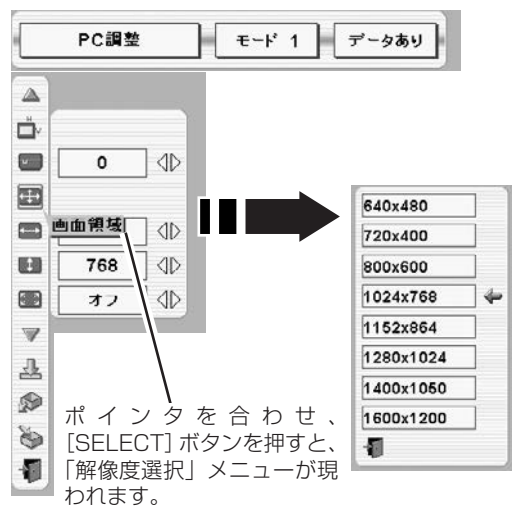 PC調整 モード 1 データあり
0
画面領域
768
オフ
640x480
720x400
800x600
1024x768
1152x864
1280x1024
1400x1050
1600x1200
ポインタを合わせ、
[SELECT]ボタンを押すと、
「解像度選択」メニューが現
われます。